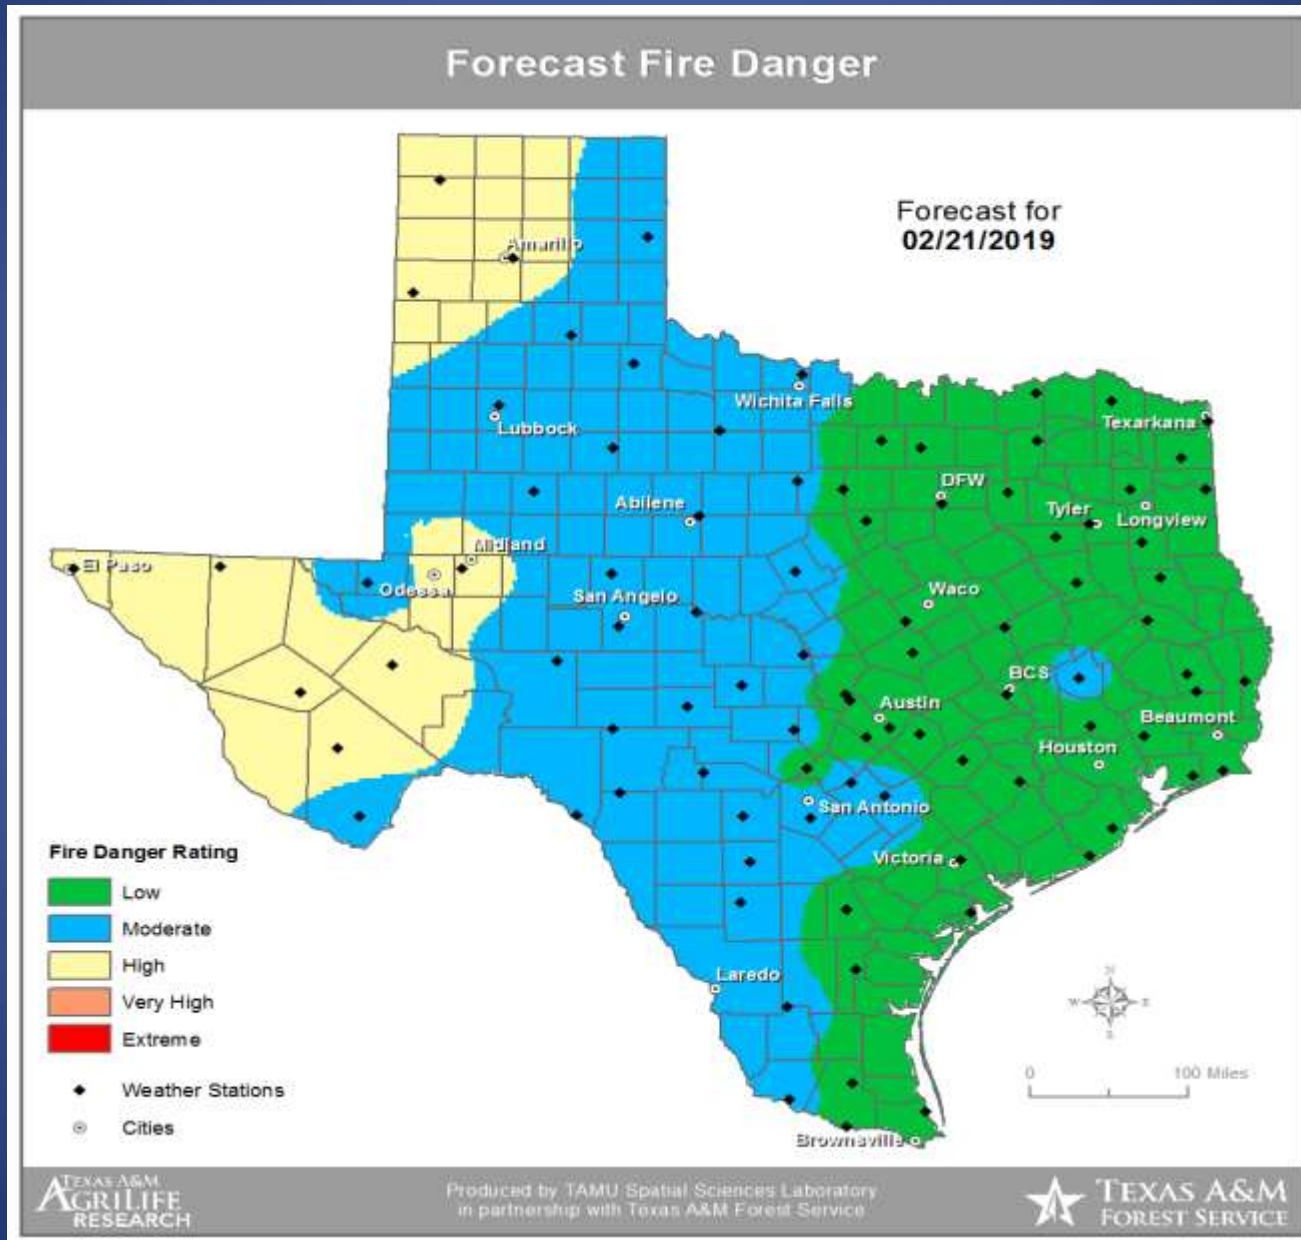 Forecast Fire Danger
Forecast for
02/21/2019
Amarillo
Wichita Falls
Lubbock
Texarkana
DFW
Abilene
Tyler
Longview
Midland
El Paso
Odessa
San Angelo
Waco
BCS
Austin
Beaumont
Houston
San Antonio
Victoria
Laredo
Brownsville
Fire Danger Rating
Low
Moderate
High
Very High
Extreme
Weather Stations
Cities
N
W E
S
0 100 Miles
TEXAS A&M
AGRILIFE
RESEARCH
Produced by TAMU Spatial Sciences Laboratory
in partnership with Texas A&M Forest Service
TEXAS A&M
FOREST SERVICE